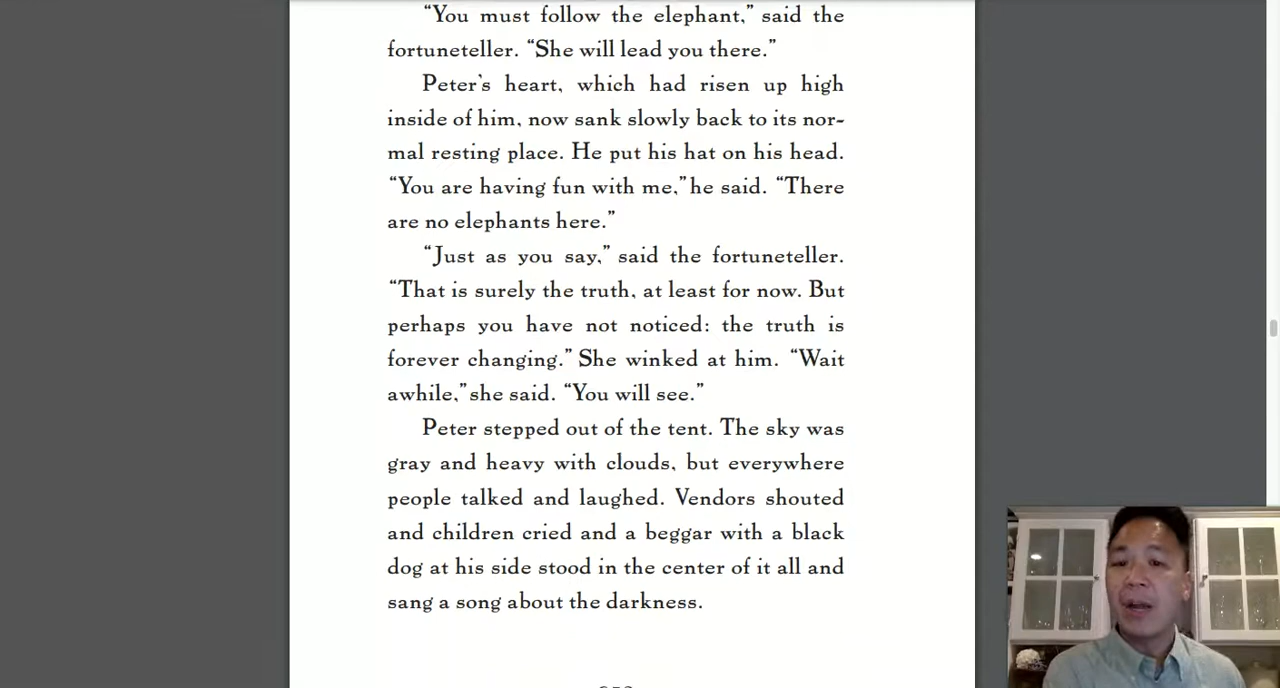 “You must follow the elephant,” said the
fortuneteller. “She will lead you there.”
Peter’s heart, which had risen up high
inside of him, now sank slowly back to its nor-
mal resting place. He put his hat on his head.
“You are having fun with me,” he said. “There
are no elephants here.”
“Just as you say,” said the fortuneteller.
“That is surely the truth, at least for now. But
perhaps you have not noticed: the truth is
forever changing.” She winked at him. “Wait
awhile,” she said. “You will see.”
Peter stepped out of the tent. The sky was
gray and heavy with clouds, but everywhere
people talked and laughed. Vendors shouted
and children cried and a beggar with a black
dog at his side stood in the center of it all and
sang a song about the darkness.